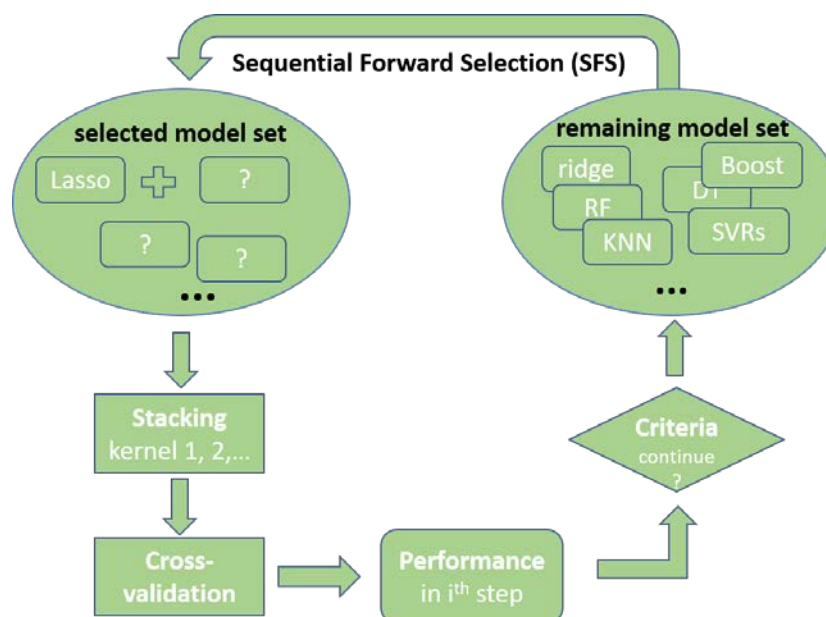 Sequential Forward Selection (SFS)
selected model set
Lasso
?
?
?
...
remaining model set
ridge
RF
KNN
Boost
DT
SVRs
...
Stacking
kernel 1, 2,...
Cross-
validation
Performance
in iᵗʰ step
Criteria
continue
?